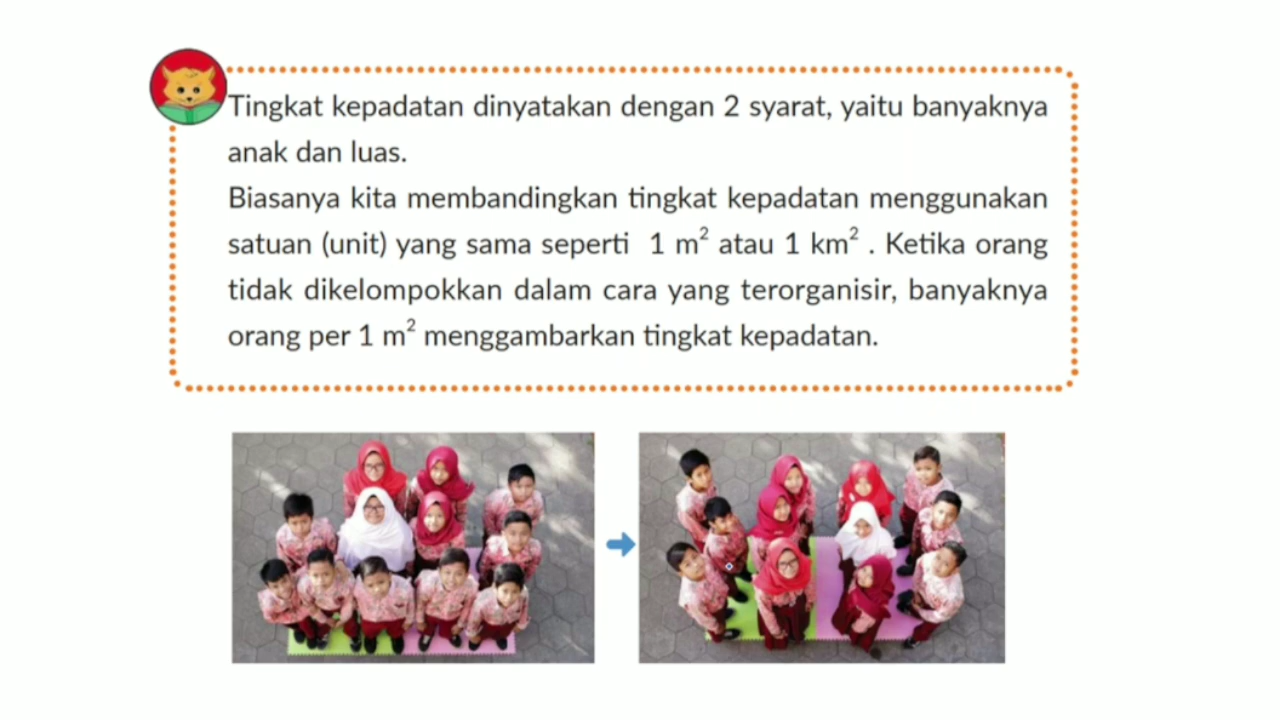 Tingkat kepadatan dinyatakan dengan 2 syarat, yaitu banyaknya
anak dan luas.
Biasanya kita membandingkan tingkat kepadatan menggunakan
satuan (unit) yang sama seperti 1 m² atau 1 km² . Ketika orang
tidak dikelompokkan dalam cara yang terorganisir, banyaknya
orang per 1 m² menggambarkan tingkat kepadatan.